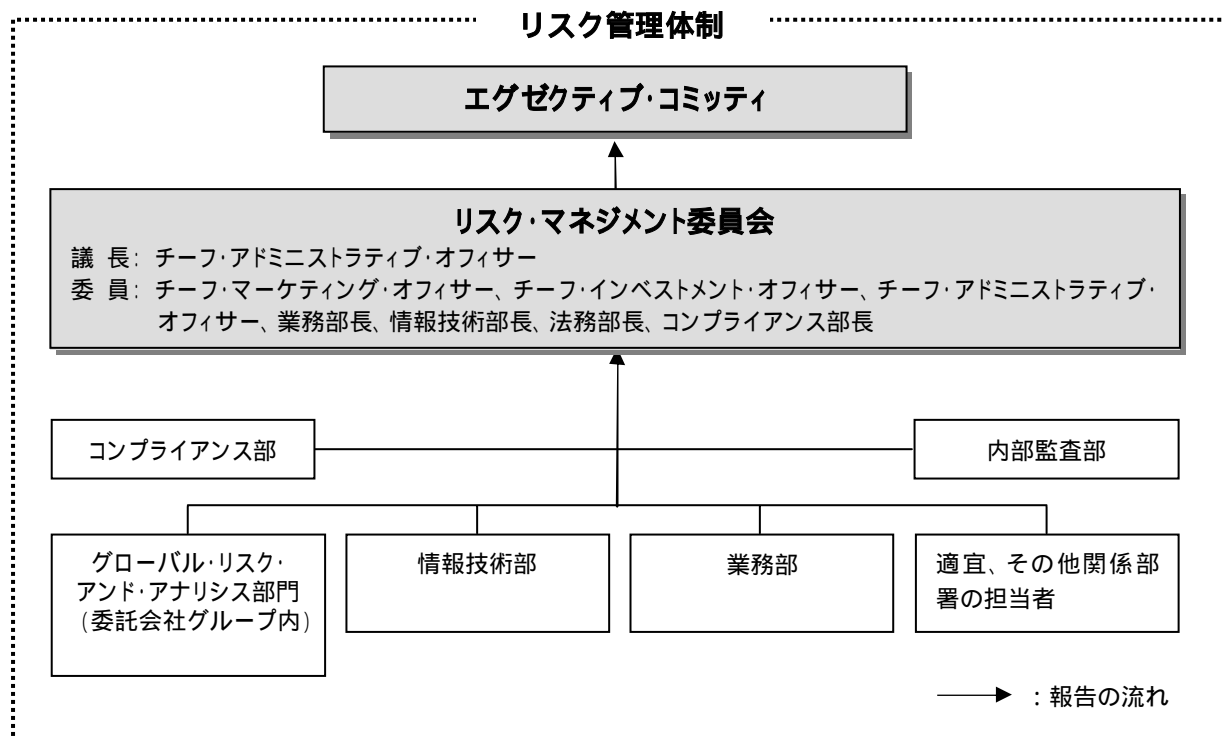 リスク管理体制
エグゼクティブ・コミッティ
リスク・マネジメント委員会
議 長: チーフ・アドミニストラティブ・オフィサー
委 員: チーフ・マーケティング・オフィサー、チーフ・インベストメント・オフィサー、チーフ・アドミニストラティブ・
オフィサー、業務部長、情報技術部長、法務部長、コンプライアンス部長
コンプライアンス部
内部監査部
グローバル・リスク・
アンド・アナリシス部門
(委託会社グループ内)
情報技術部
業務部
適宜、その他関係部
署の担当者
:報告の流れ